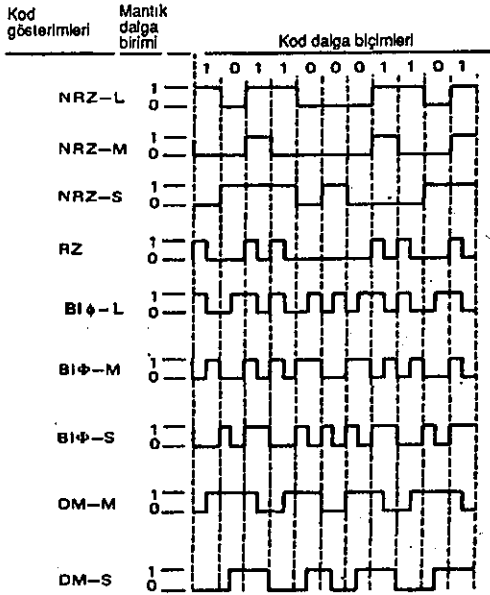 Kod gösterimleri
Mantık dalga birimi
Kod dalga biçimleri
1 0 1 1 0 0 0 1 1 0 1
NRZ-L 1 0
NRZ-M 1 0
NRZ-S 1 0
RZ 1 0
BIϕ-L 1 0
BIΦ-M 1 0
BIΦ-S 1 0
DM-M 1 0
DM-S 1 0